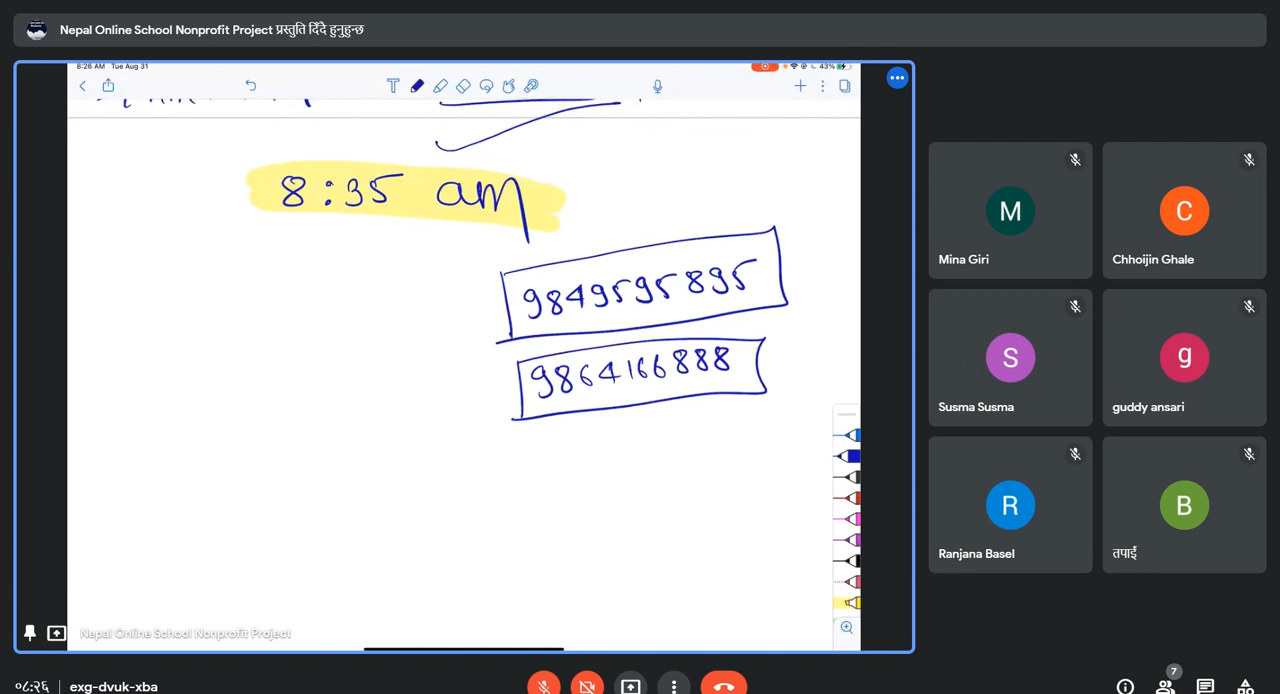 Nepal Online School Nonprofit Project प्रस्तुति दिँदै हुनुहुन्छ
8:26 AM Tue Aug 31
43%
8:35 am
9849595895
9864166888
Nepal Online School Nonprofit Project
M
Mina Giri
C
Chhoijin Ghale
S
Susma Susma
g
guddy ansari
R
Ranjana Basel
B
तपाईं
०८:२६ | exg-dvuk-xba
7